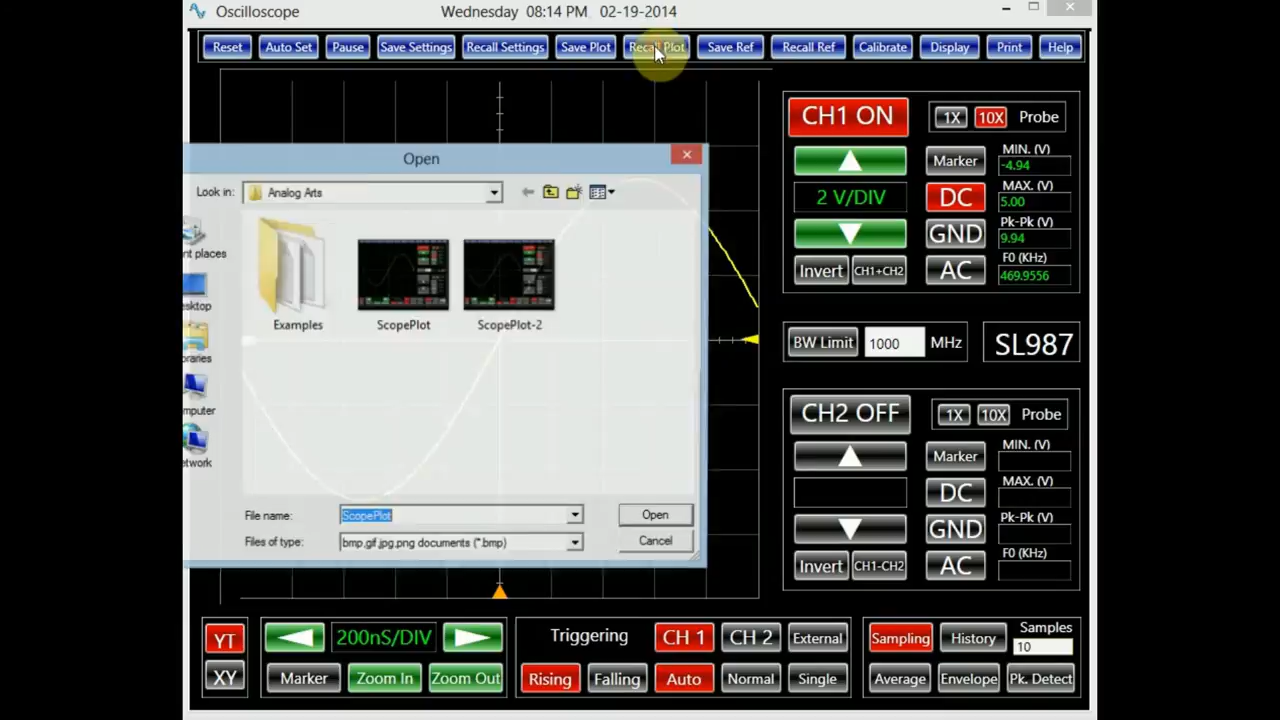 Oscilloscope Wednesday 08:14 PM 02-19-2014
Reset Auto Set Pause Save Settings Recall Settings Save Plot Recall Plot Save Ref Recall Ref Calibrate Display Print Help
Open
Look in: Analog Arts
nt places
esktop
braries
mputer
etwork
Examples
ScopePlot
ScopePlot-2
File name: ScopePlot Open
Files of type: bmp,gif,jpg,png documents (*.bmp) Cancel
CH1 ON 1X 10X Probe
Marker MIN. (V)
-4.94
2 V/DIV DC MAX. (V)
5.00
GND Pk-Pk (V)
9.94
Invert CH1+CH2 AC F0 (KHz)
469.9556
BW Limit 1000 MHz SL987
CH2 OFF 1X 10X Probe
Marker MIN. (V)
DC MAX. (V)
GND Pk-Pk (V)
Invert CH1-CH2 AC F0 (KHz)
YT 200nS/DIV
XY Marker Zoom In Zoom Out
Triggering CH 1 CH 2 External
Rising Falling Auto Normal Single
Sampling History Samples
10
Average Envelope Pk. Detect